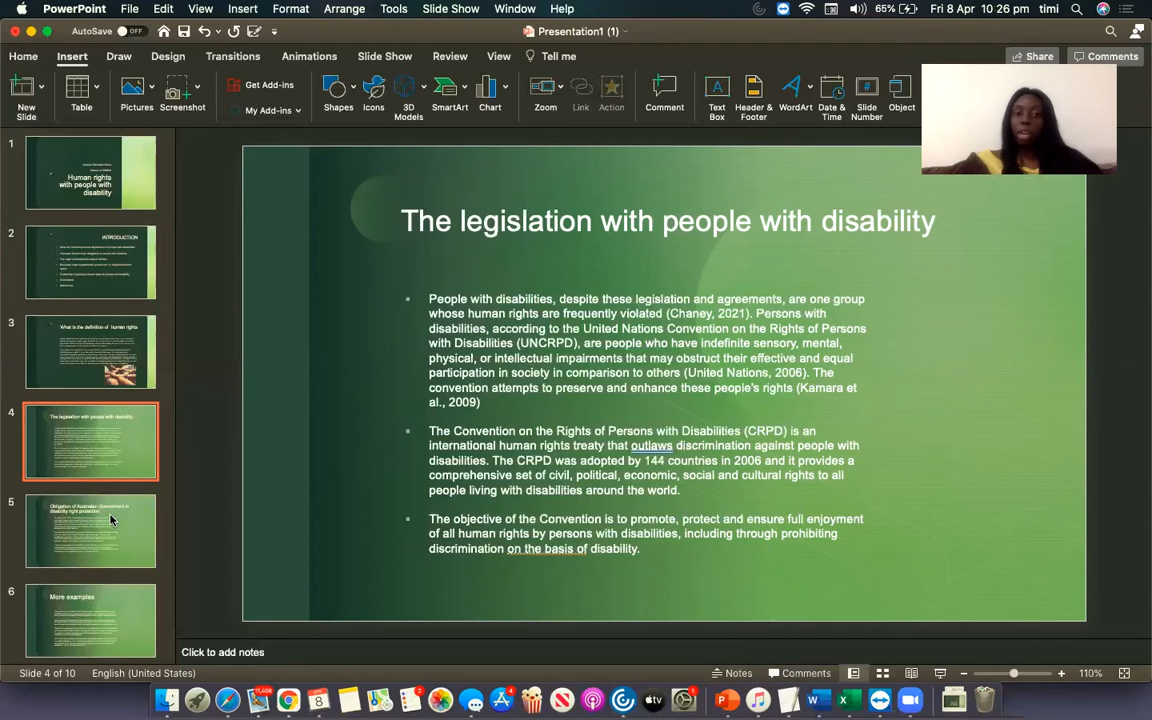 PowerPoint File Edit View Insert Format Arrange Tools Slide Show Window Help 65% Fri 8 Apr 10:26 pm timi
AutoSave OFF Presentation1 (1)
Home Insert Draw Design Transitions Animations Slide Show Review View Tell me Share Comments
New Slide Table Pictures Screenshot Get Add-ins My Add-ins Shapes Icons 3D Models SmartArt Chart Zoom Link Action Comment Text Box Header & Footer WordArt Date & Time Slide Number Object
1
Human rights
with people with
disability
2
INTRODUCTION
3
What is the definition of human rights
4
The legislation with people with disability
5
Obligation of Australian Government in
disability right protection
6
More examples
The legislation with people with disability
People with disabilities, despite these legislation and agreements, are one group
whose human rights are frequently violated (Chaney, 2021). Persons with
disabilities, according to the United Nations Convention on the Rights of Persons
with Disabilities (UNCRPD), are people who have indefinite sensory, mental,
physical, or intellectual impairments that may obstruct their effective and equal
participation in society in comparison to others (United Nations, 2006). The
convention attempts to preserve and enhance these people's rights (Kamara et
al., 2009)
The Convention on the Rights of Persons with Disabilities (CRPD) is an
international human rights treaty that outlaws discrimination against people with
disabilities. The CRPD was adopted by 144 countries in 2006 and it provides a
comprehensive set of civil, political, economic, social and cultural rights to all
people living with disabilities around the world.
The objective of the Convention is to promote, protect and ensure full enjoyment
of all human rights by persons with disabilities, including through prohibiting
discrimination on the basis of disability.
Click to add notes
Slide 4 of 10 English (United States) Notes Comments 110%